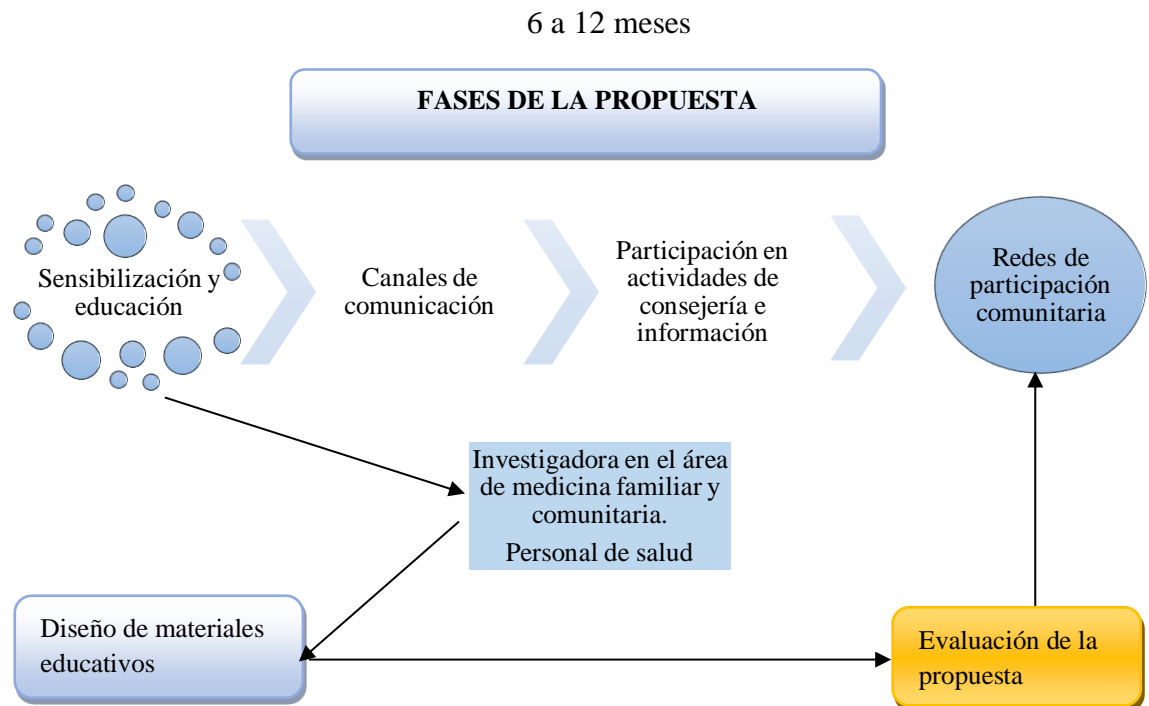 6 a 12 meses
FASES DE LA PROPUESTA
Sensibilización y
educación
Canales de
comunicación
Participación en
actividades de
consejería e
información
Redes de
participación
comunitaria
Investigadora en el área
de medicina familiar y
comunitaria.
Personal de salud
Diseño de materiales
educativos
Evaluación de la
propuesta